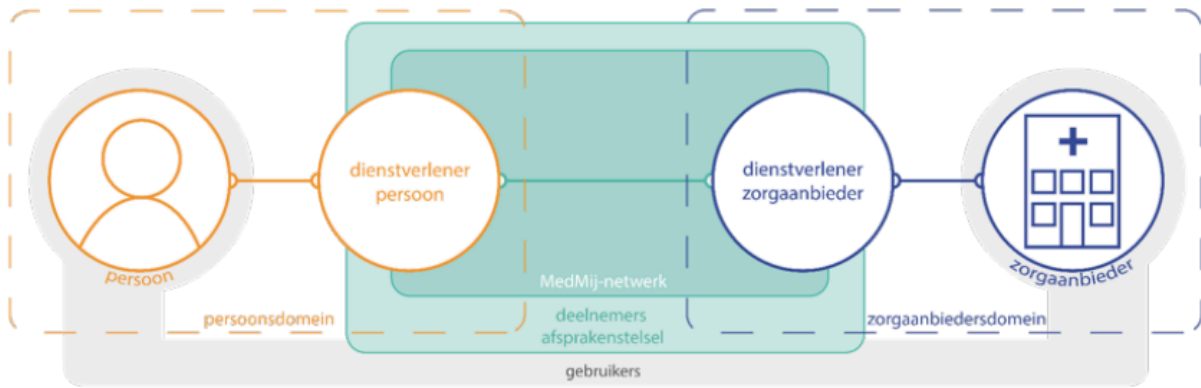 dienstverlener
persoon
dienstverlener
zorgaanbieder
persoon
zorgaanbieder
MedMij-netwerk
persoonsdomein
deelnemers
afsprakenstelsel
zorgaanbiedersdomein
gebruikers